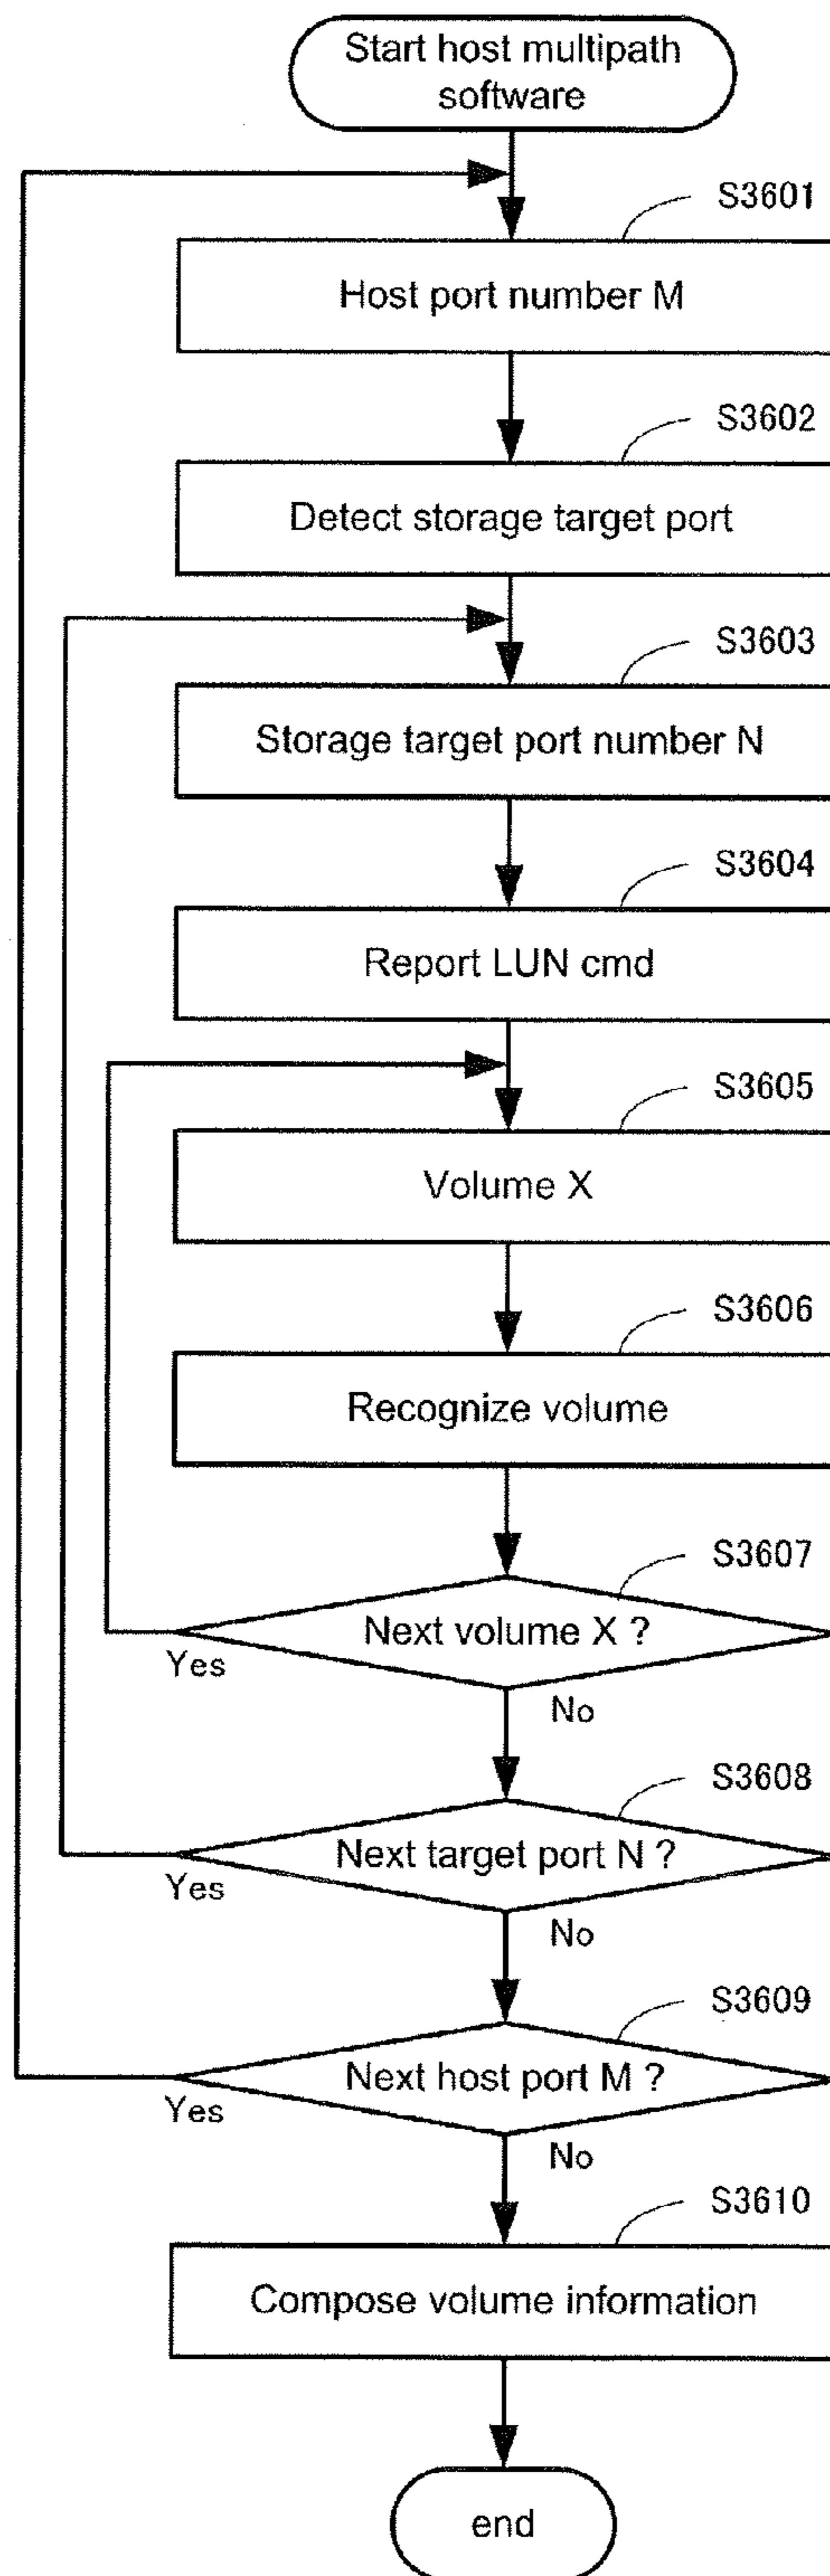 Start host multipath
software
S3601
Host port number M
S3602
Detect storage target port
S3603
Storage target port number N
S3604
Report LUN cmd
S3605
Volume X
S3606
Recognize volume
S3607
Next volume X ?
Yes
No
S3608
Next target port N ?
Yes
No
S3609
Next host port M ?
Yes
No
S3610
Compose volume information
end